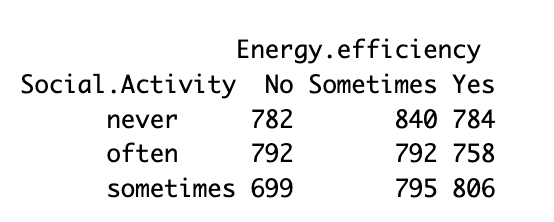 Energy.efficiency
Social.Activity No Sometimes Yes
never 782 840 784
often 792 792 758
sometimes 699 795 806